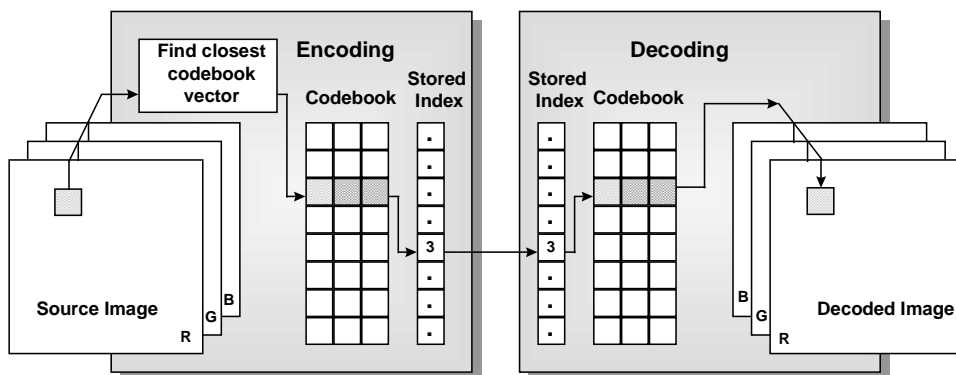 Encoding
Find closest
codebook
vector
Codebook
Stored
Index
.
.
.
.
3
.
.
.
Source Image
R
G
B
Decoding
Stored
Index
Codebook
.
.
.
.
3
.
.
.
B
G
R
Decoded Image